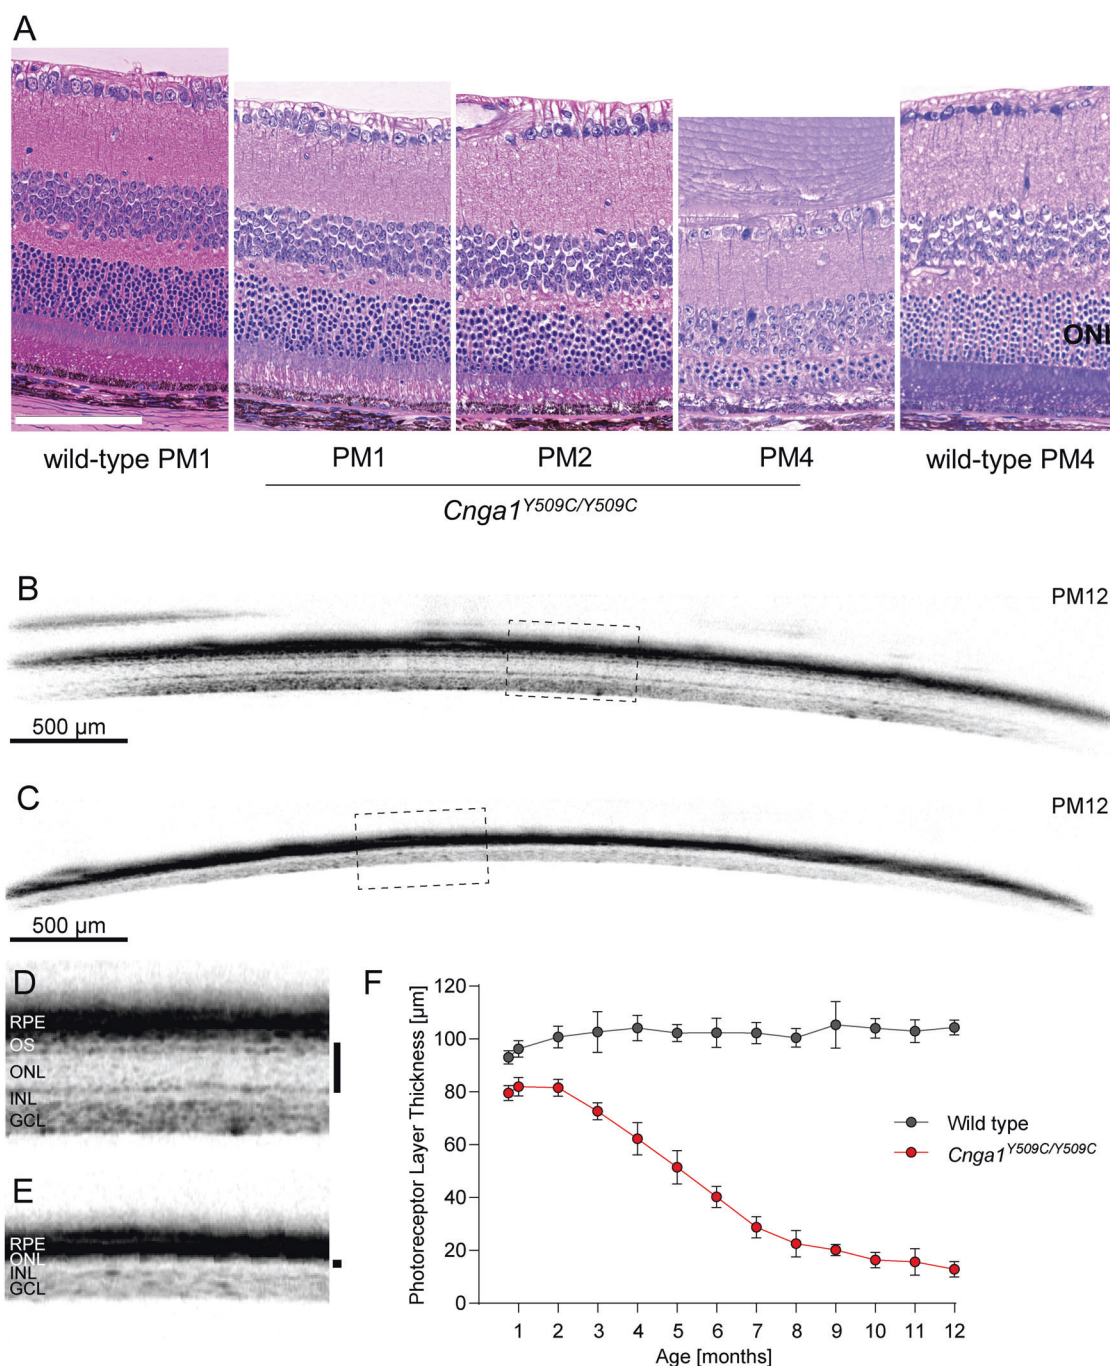 A
ONL
wild-type PM1
PM1
PM2
PM4
wild-type PM4
Cnga1Y509C/Y509C
B
PM12
500 µm
C
PM12
500 µm
D
RPE
OS
ONL
INL
GCL
E
RPE
ONL
INL
GCL
F
Photoreceptor Layer Thickness [µm]
120
100
80
60
40
20
0
1 2 3 4 5 6 7 8 9 10 11 12
Age [months]
Wild type
Cnga1Y509C/Y509C